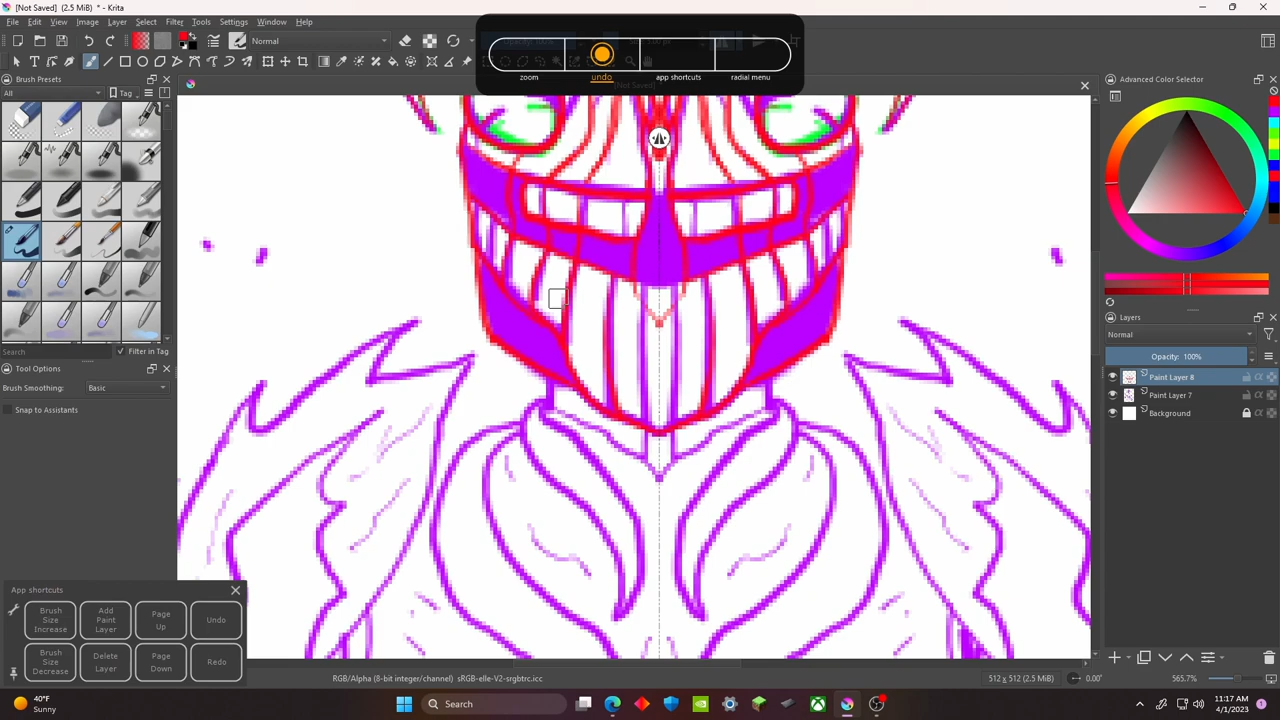 [Not Saved] (2.5 MiB) * - Krita
File Edit View Image Layer Select Filter Tools Settings Window Help
Normal
zoom undo app shortcuts radial menu
Brush Presets
All
Tag
Search
Filter in Tag
Tool Options
Brush Smoothing: Basic
Snap to Assistants
App shortcuts
Brush Size Increase
Add Paint Layer
Page Up
Undo
Brush Size Decrease
Delete Layer
Page Down
Redo
Advanced Color Selector
Layers
Normal
Opacity: 100%
Paint Layer 8
Paint Layer 7
Background
RGB/Alpha (8-bit integer/channel) sRGB-elle-V2-srgbtrc.icc
512 x 512 (2.5 MiB)
0.00°
565.7%
40°F
Sunny
Search
11:17 AM
4/1/2023